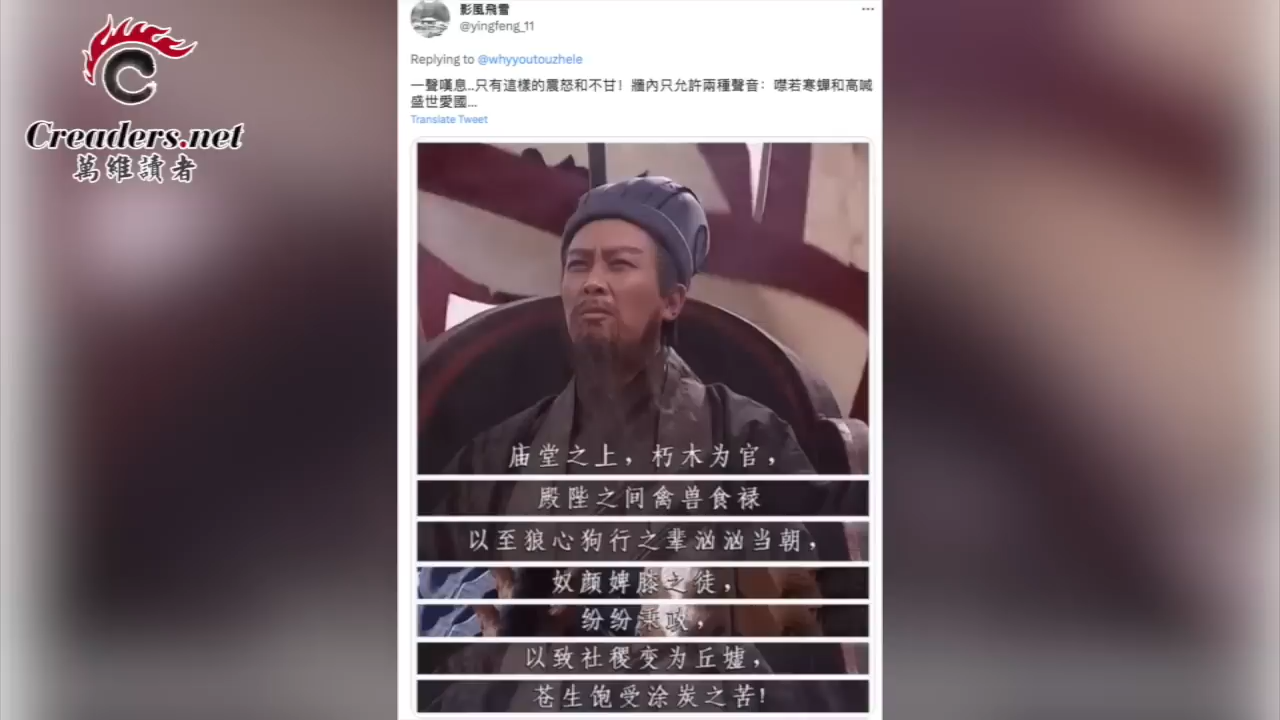 Creaders.net
萬維讀者
影風飛雪
@yingfeng_11
Replying to @whyyoutouzhele
一聲嘆息..只有這樣的震怒和不甘！牆內只允許兩種聲音：噤若寒蟬和高喊
盛世愛國...
Translate Tweet
庙堂之上，朽木为官，
殿陛之间禽兽食禄
以至狼心狗行之辈汹汹当朝，
奴颜婢膝之徒，
纷纷秉政，
以致社稷变为丘墟，
苍生饱受涂炭之苦!